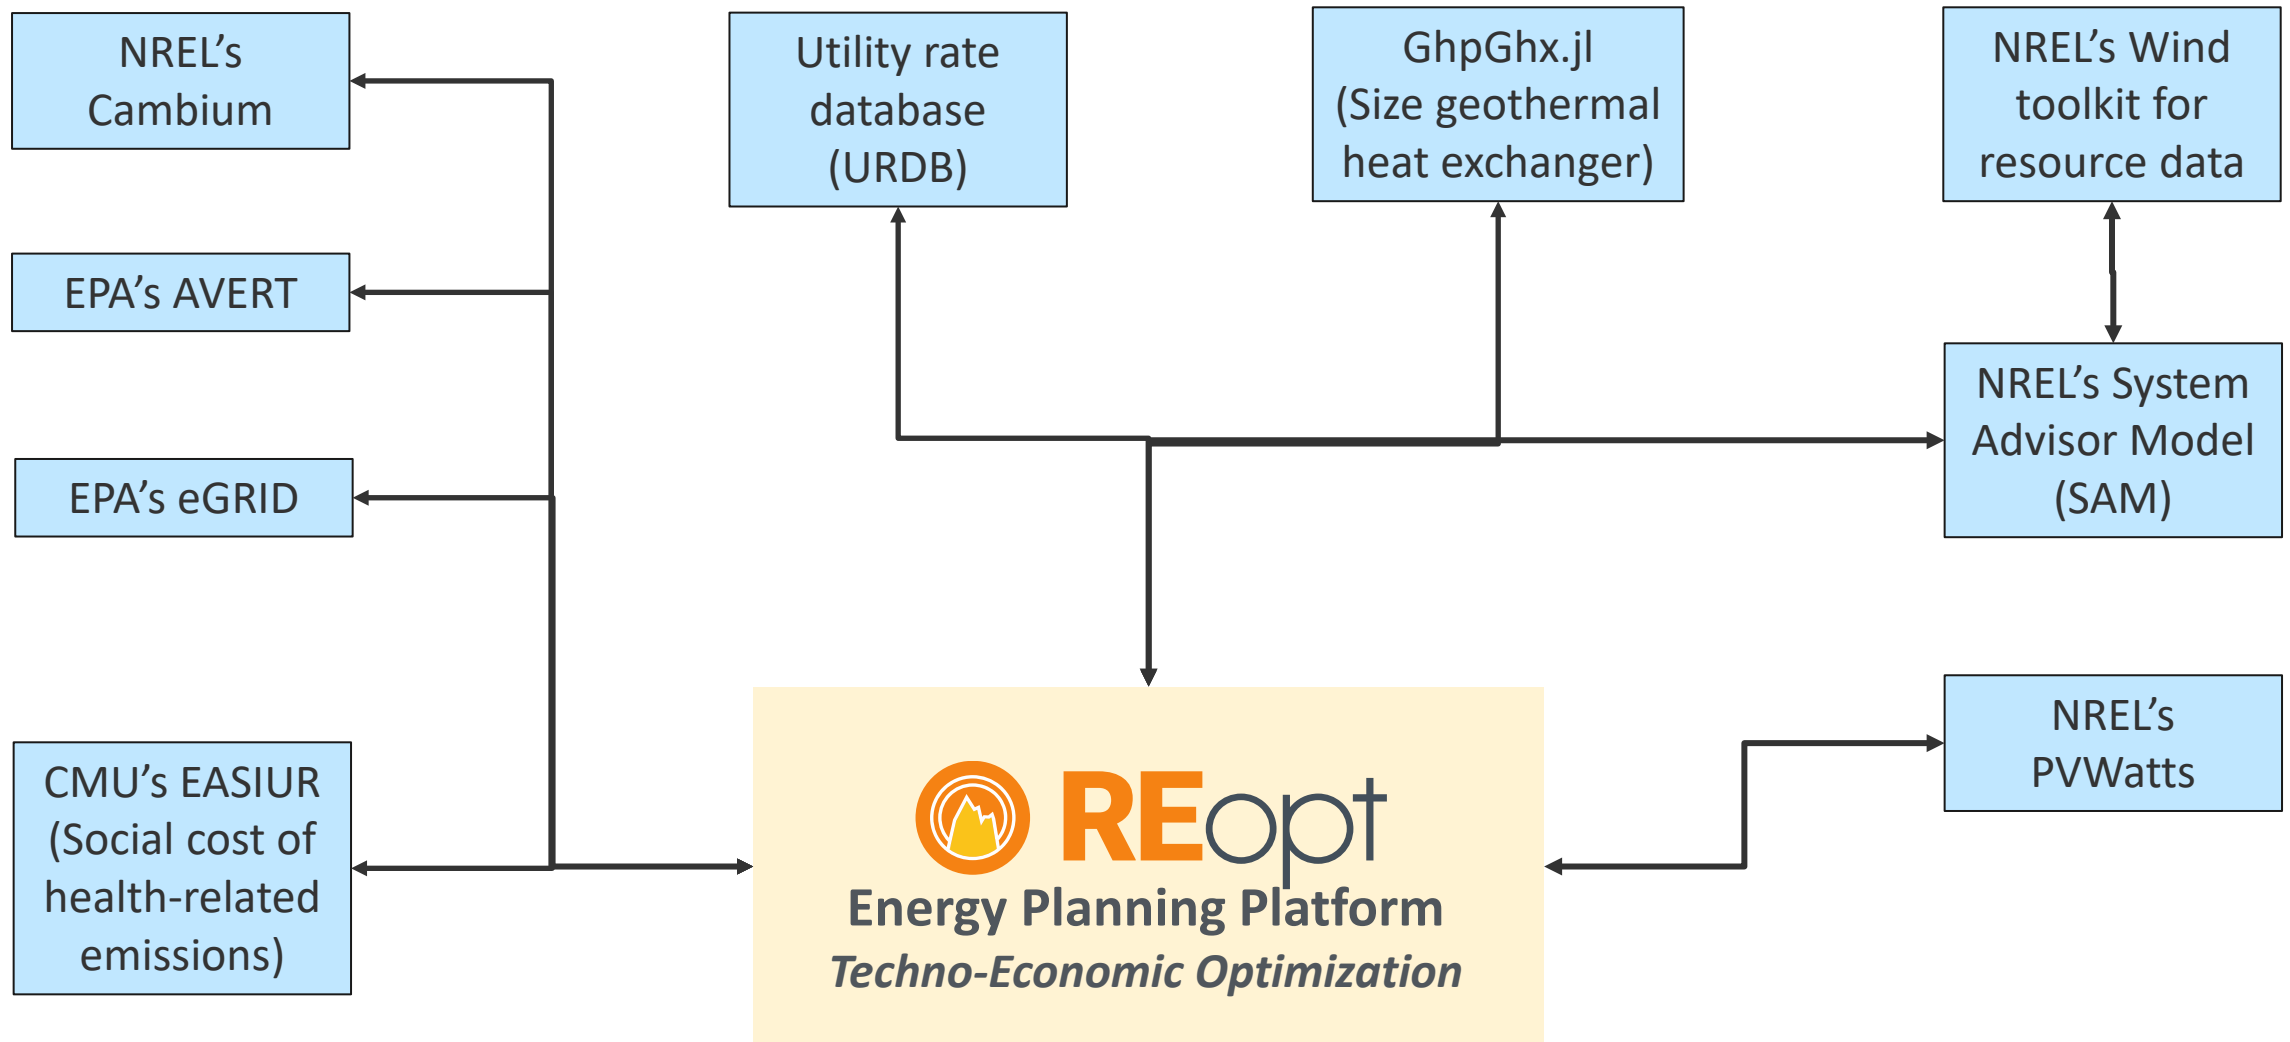 NREL’s
Cambium
Utility rate
database
(URDB)
GhpGhx.jl
(Size geothermal
heat exchanger)
NREL’s Wind
toolkit for
resource data
EPA’s AVERT
NREL’s System
Advisor Model
(SAM)
EPA’s eGRID
NREL’s
PVWatts
CMU’s EASIUR
(Social cost of
health-related
emissions)
REopt
Energy Planning Platform
Techno-Economic Optimization